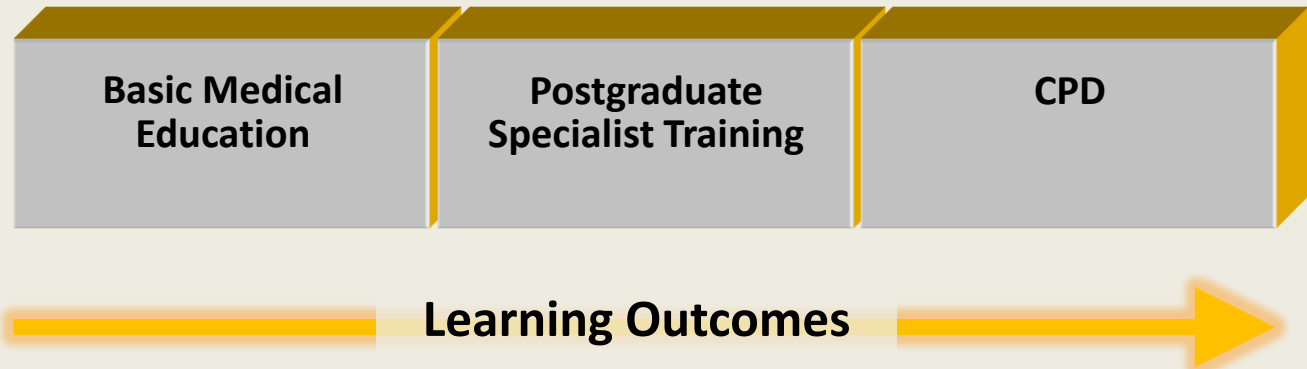 Basic Medical
Education
Postgraduate
Specialist Training
CPD
Learning Outcomes